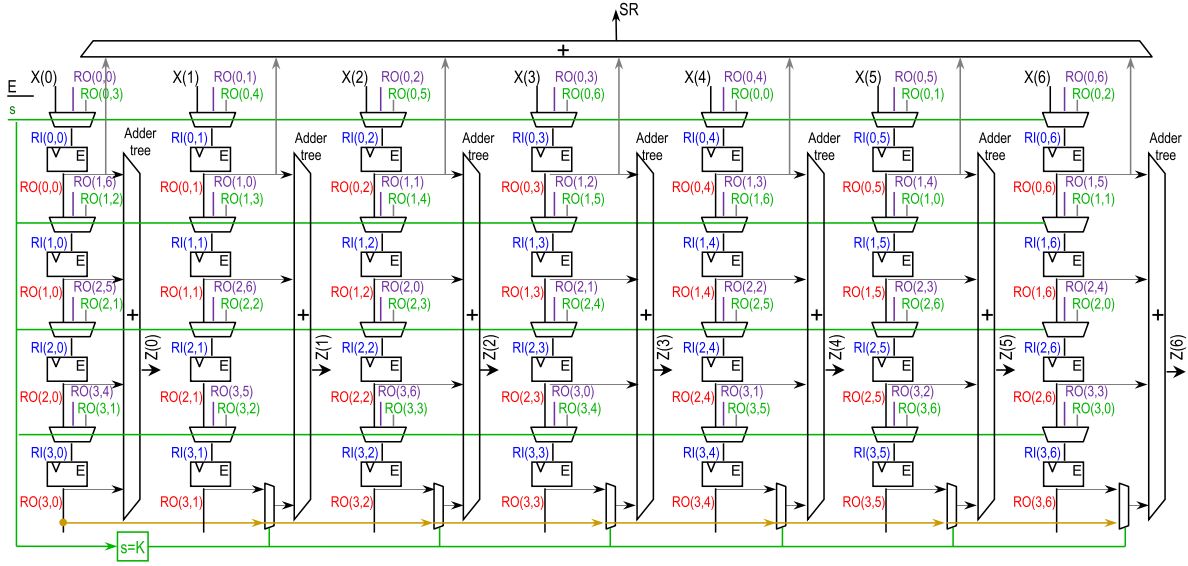 SR
+
X(0) RO(0,0) X(1) RO(0,1) X(2) RO(0,2) X(3) RO(0,3) X(4) RO(0,4) X(5) RO(0,5) X(6) RO(0,6)
E RO(0,3) RO(0,4) RO(0,5) RO(0,6) RO(0,0) RO(0,1) RO(0,2)
s
RI(0,0) Adder RI(0,1) Adder RI(0,2) Adder RI(0,3) Adder RI(0,4) Adder RI(0,5) Adder RI(0,6) Adder
tree tree tree tree tree tree tree
E E E E E E E
RO(0,0) RO(1,6) RO(0,1) RO(1,0) RO(0,2) RO(1,1) RO(0,3) RO(1,2) RO(0,4) RO(1,3) RO(0,5) RO(1,4) RO(0,6) RO(1,5)
RO(1,2) RO(1,3) RO(1,4) RO(1,5) RO(1,6) RO(1,0) RO(1,1)
RI(1,0) RI(1,1) RI(1,2) RI(1,3) RI(1,4) RI(1,5) RI(1,6)
E E E E E E E
RO(1,0) RO(2,5) RO(1,1) RO(2,6) RO(1,2) RO(2,0) RO(1,3) RO(2,1) RO(1,4) RO(2,2) RO(1,5) RO(2,3) RO(1,6) RO(2,4)
RO(2,1) RO(2,2) RO(2,3) RO(2,4) RO(2,5) RO(2,6) RO(2,0)
+ + + + + + +
RI(2,0) Z(0) RI(2,1) Z(1) RI(2,2) Z(2) RI(2,3) Z(3) RI(2,4) Z(4) RI(2,5) Z(5) RI(2,6) Z(6)
E E E E E E E
RO(2,0) RO(3,4) RO(2,1) RO(3,5) RO(2,2) RO(3,6) RO(2,3) RO(3,0) RO(2,4) RO(3,1) RO(2,5) RO(3,2) RO(2,6) RO(3,3)
RO(3,1) RO(3,2) RO(3,3) RO(3,4) RO(3,5) RO(3,6) RO(3,0)
RI(3,0) RI(3,1) RI(3,2) RI(3,3) RI(3,4) RI(3,5) RI(3,6)
E E E E E E E
RO(3,0) RO(3,1) RO(3,2) RO(3,3) RO(3,4) RO(3,5) RO(3,6)
s=K